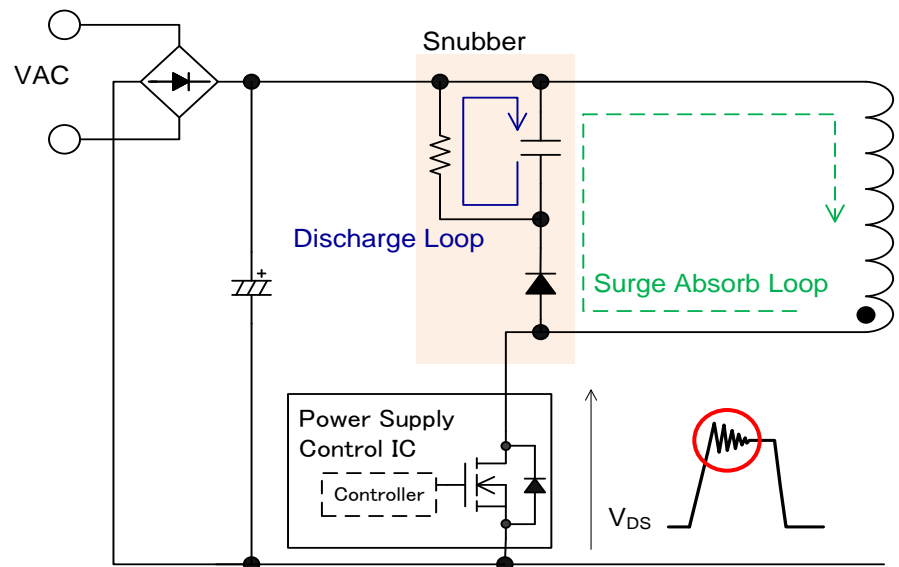 Snubber
VAC
+
Discharge Loop
Surge Absorb Loop
Power Supply
Control IC
Controller
VDS